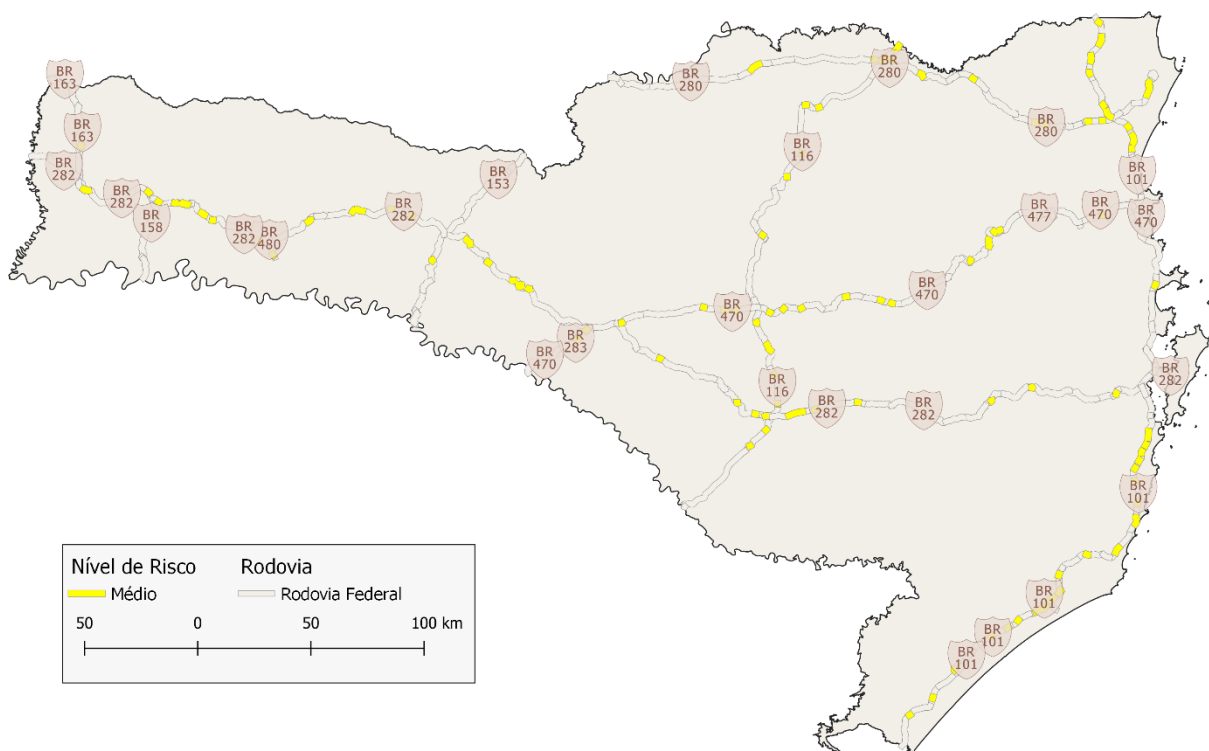 BR
163
BR
163
BR
282
BR
282
BR
158
BR
282
BR
480
BR
282
BR
153
BR
280
BR
280
BR
280
BR
116
BR
101
BR
477
BR
470
BR
470
BR
470
BR
470
BR
283
BR
470
BR
116
BR
282
BR
282
BR
282
BR
101
BR
101
BR
101
BR
101
Nível de Risco
Rodovia
Médio
Rodovia Federal
50 0 50 100 km